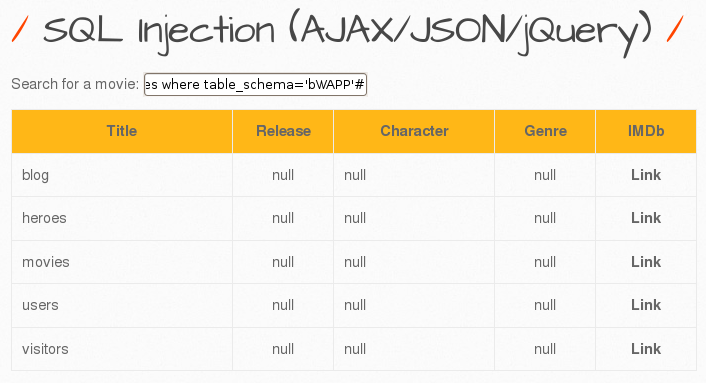 / SQL Injection (AJAX/JSON/jQuery) /
Search for a movie: es where table_schema='bWAPP'#
Title Release Character Genre IMDb
blog null null null Link
heroes null null null Link
movies null null null Link
users null null null Link
visitors null null null Link